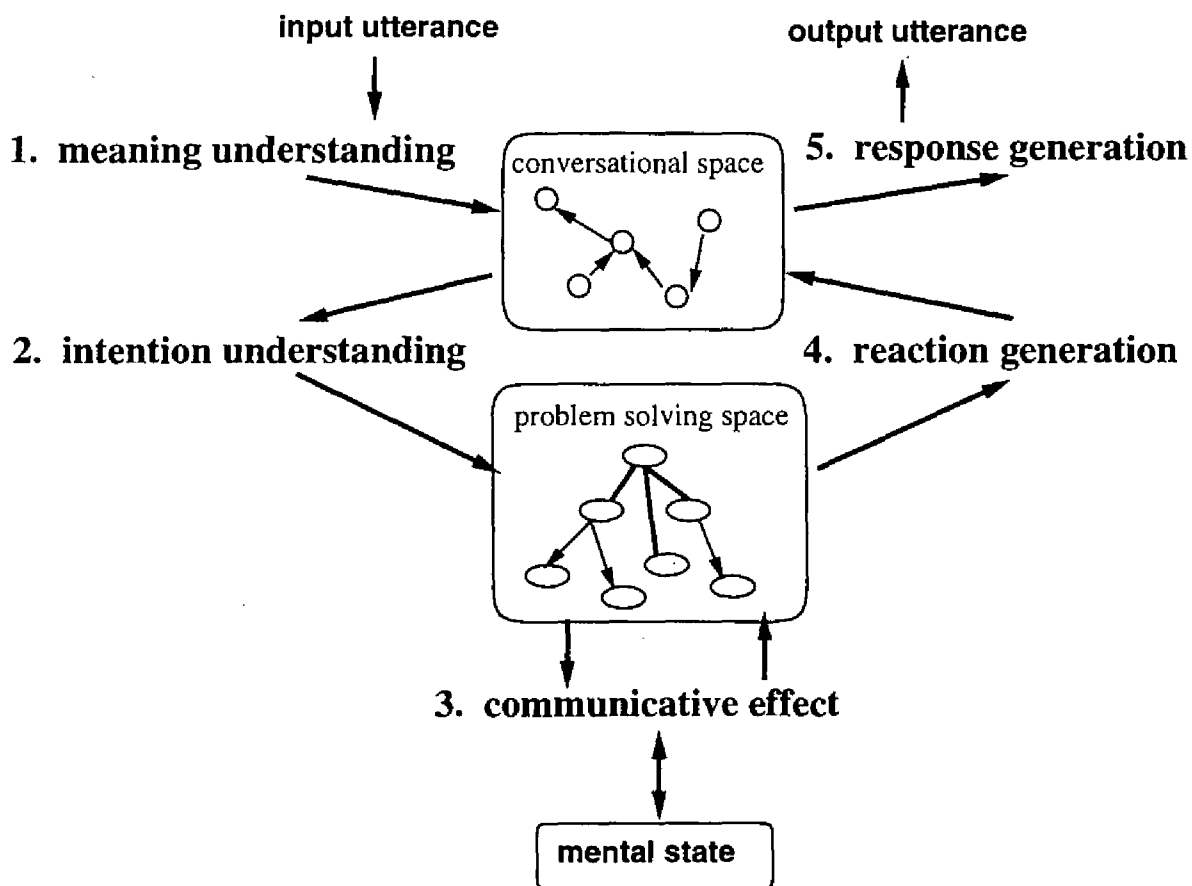 input utterance
output utterance
1. meaning understanding
5. response generation
conversational space
2. intention understanding
4. reaction generation
problem solving space
3. communicative effect
mental state